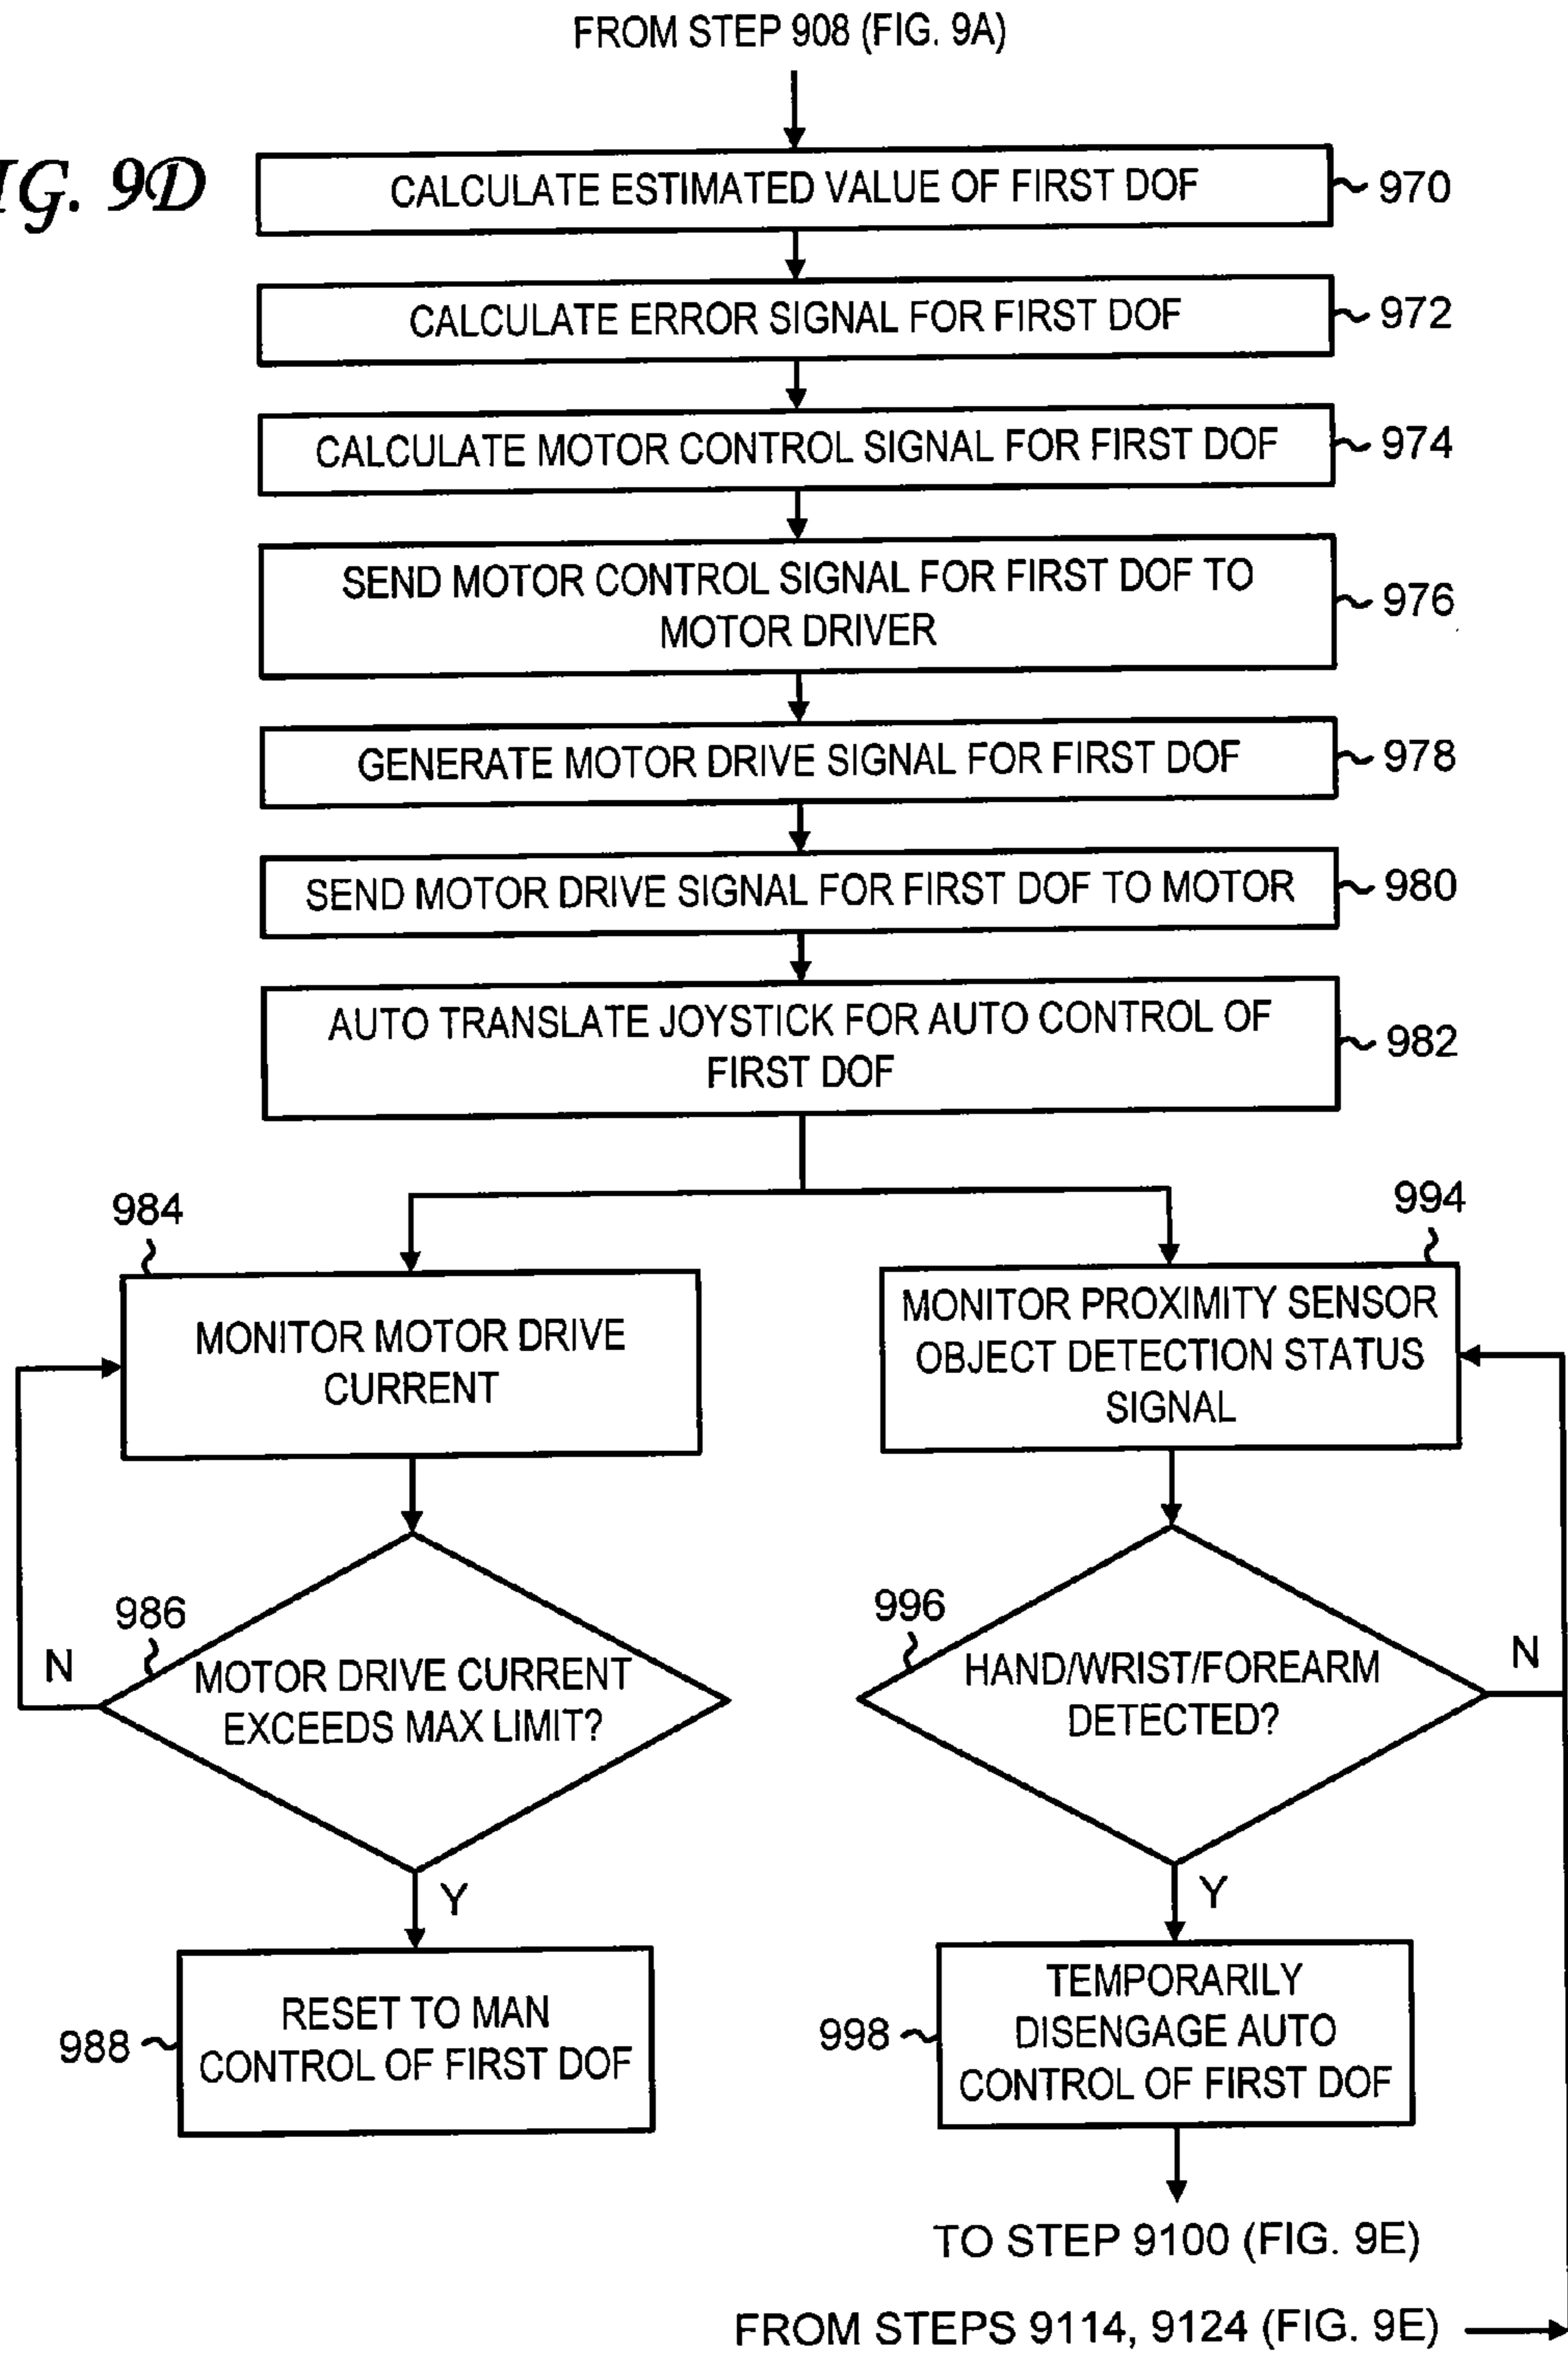 FROM STEP 908 (FIG. 9A)
IG. 9D
CALCULATE ESTIMATED VALUE OF FIRST DOF
970
CALCULATE ERROR SIGNAL FOR FIRST DOF
972
CALCULATE MOTOR CONTROL SIGNAL FOR FIRST DOF
974
SEND MOTOR CONTROL SIGNAL FOR FIRST DOF TO
MOTOR DRIVER
976
GENERATE MOTOR DRIVE SIGNAL FOR FIRST DOF
978
SEND MOTOR DRIVE SIGNAL FOR FIRST DOF TO MOTOR
980
AUTO TRANSLATE JOYSTICK FOR AUTO CONTROL OF
FIRST DOF
982
984
MONITOR MOTOR DRIVE
CURRENT
994
MONITOR PROXIMITY SENSOR
OBJECT DETECTION STATUS
SIGNAL
986
N
MOTOR DRIVE CURRENT
EXCEEDS MAX LIMIT?
Y
996
HAND/WRIST/FOREARM
DETECTED?
N
Y
988
RESET TO MAN
CONTROL OF FIRST DOF
998
TEMPORARILY
DISENGAGE AUTO
CONTROL OF FIRST DOF
TO STEP 9100 (FIG. 9E)
FROM STEPS 9114, 9124 (FIG. 9E)